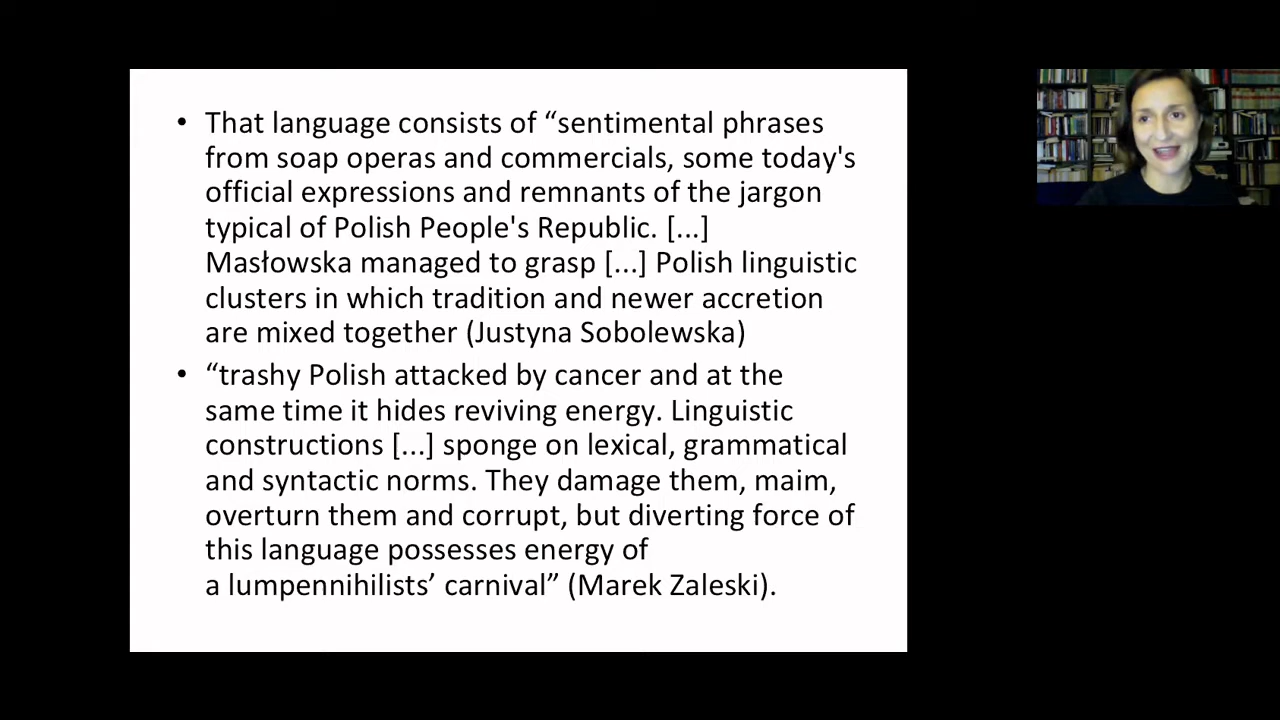 • That language consists of “sentimental phrases
from soap operas and commercials, some today's
official expressions and remnants of the jargon
typical of Polish People's Republic. [...]
Masłowska managed to grasp [...] Polish linguistic
clusters in which tradition and newer accretion
are mixed together (Justyna Sobolewska)
• “trashy Polish attacked by cancer and at the
same time it hides reviving energy. Linguistic
constructions [...] sponge on lexical, grammatical
and syntactic norms. They damage them, maim,
overturn them and corrupt, but diverting force of
this language possesses energy of
a lumpennihilists’ carnival” (Marek Zaleski).